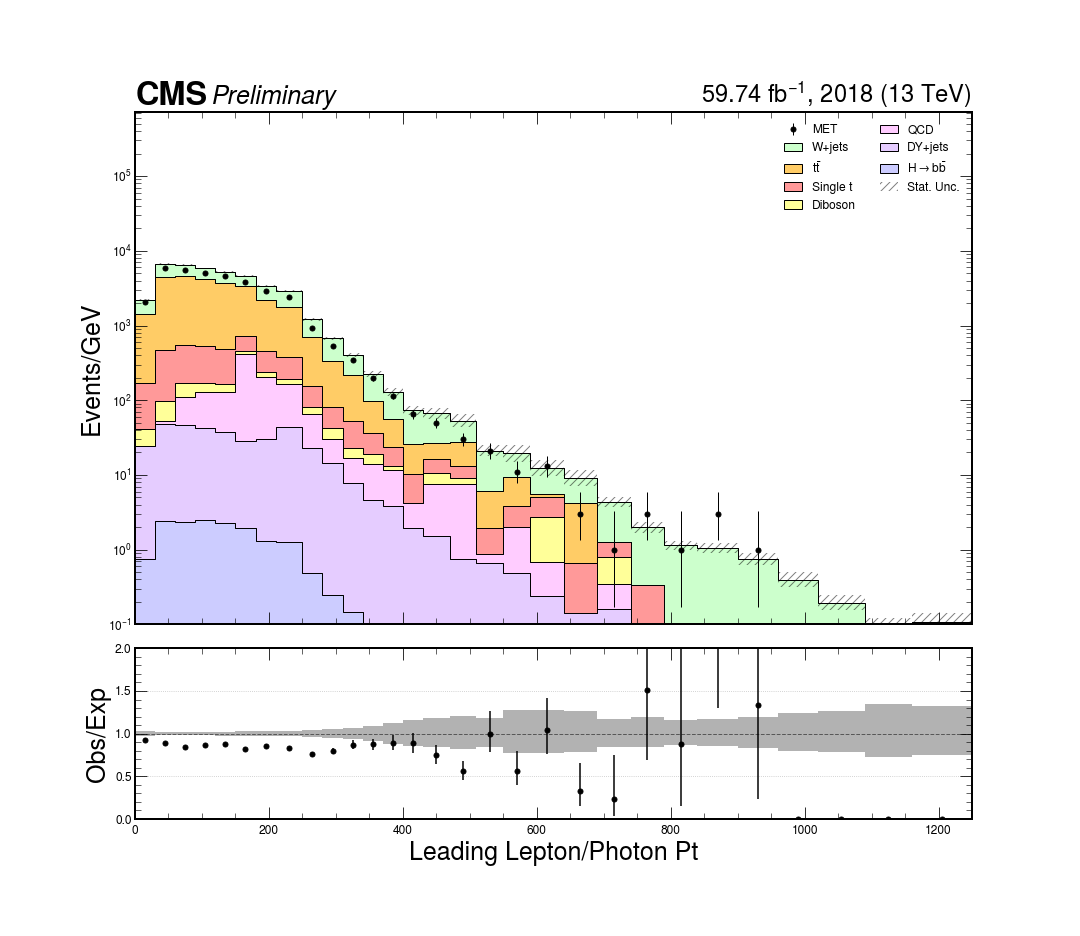 CMS Preliminary
59.74 fb⁻¹, 2018 (13 TeV)
MET
W+jets
tt̄
Single t
Diboson
QCD
DY+jets
H→bb̄
Stat. Unc.
Events/GeV
10⁵
10⁴
10³
10²
10¹
10⁰
10⁻¹
Obs/Exp
2.0
1.5
1.0
0.5
0.0
0 200 400 600 800 1000 1200
Leading Lepton/Photon Pt